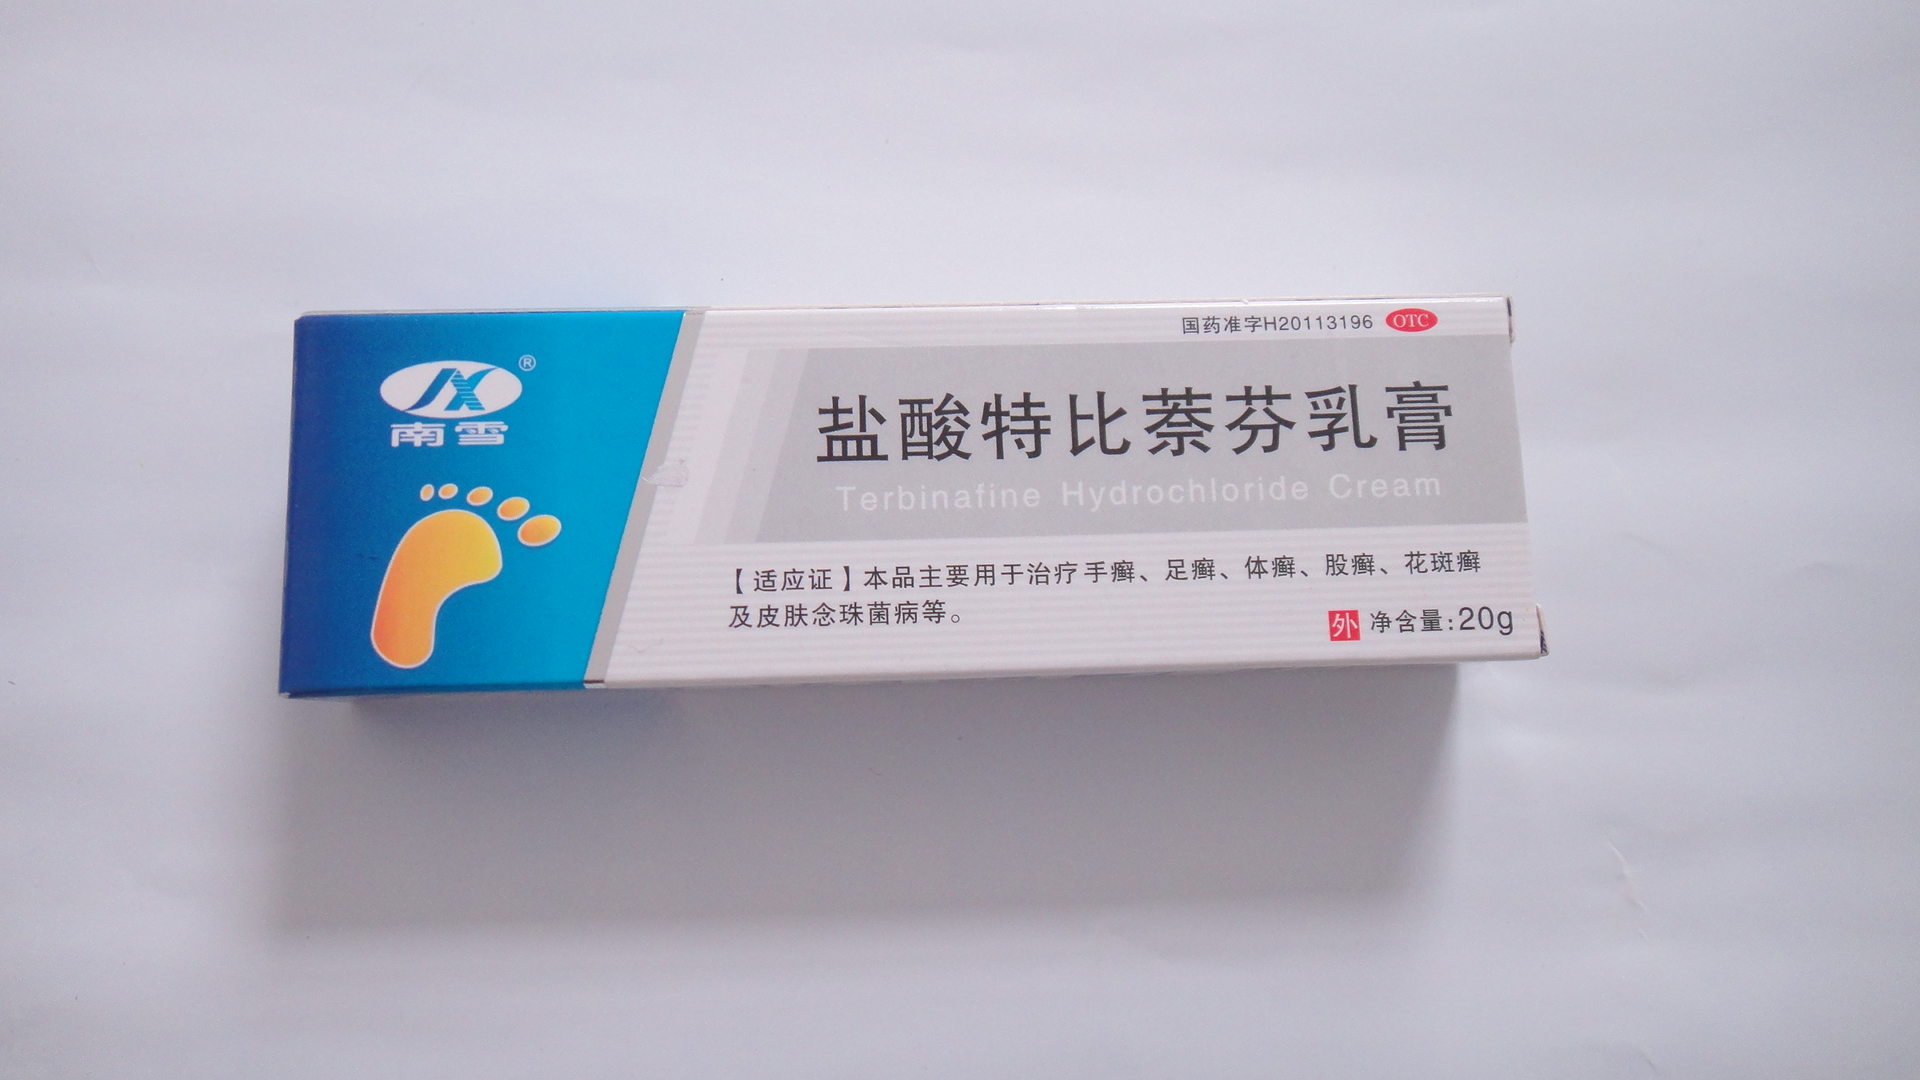 南雪
®
国药准字H20113196 OTC
盐酸特比萘芬乳膏
Terbinafine Hydrochloride Cream
【适应证】本品主要用于治疗手癣、足癣、体癣、股癣、花斑癣
及皮肤念珠菌病等。
外 净含量:20g